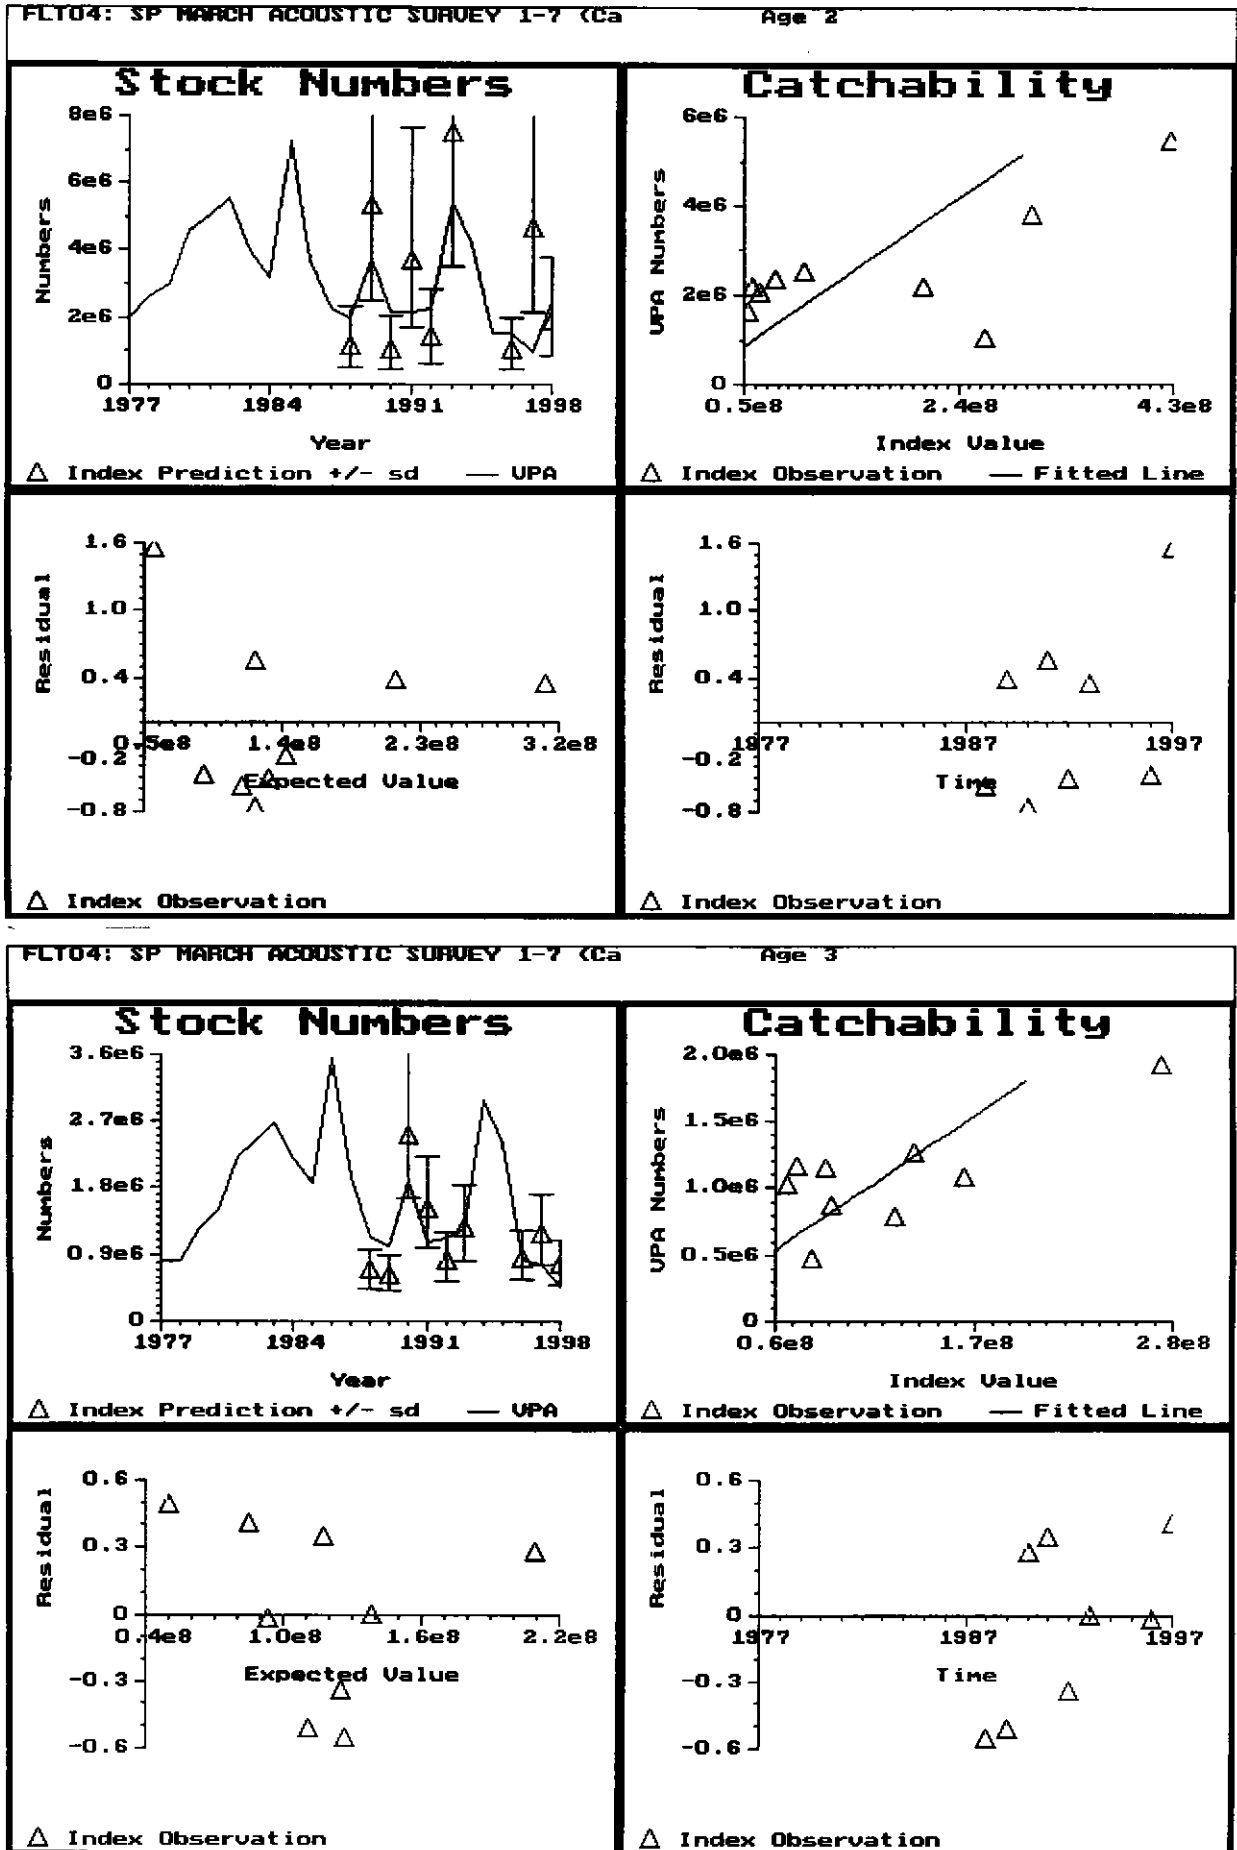 FLT04: SP MARCH ACOUSTIC SURVEY 1-7 (Ca Age 2
Stock Numbers
8e6
6e6
4e6
2e6
0
Numbers
1977 1984 1991 1998
Year
△ Index Prediction +/- sd — VPA
Catchability
6e6
4e6
2e6
0
VPA Numbers
0.5e8 2.4e8 4.3e8
Index Value
△ Index Observation — Fitted Line
1.6
1.0
0.4
-0.2
-0.8
Residual
0.5e8 1.4e8 2.3e8 3.2e8
Expected Value
△ Index Observation
1.6
1.0
0.4
-0.2
-0.8
Residual
1977 1987 1997
Time
△ Index Observation
FLT04: SP MARCH ACOUSTIC SURVEY 1-7 (Ca Age 3
Stock Numbers
3.6e6
2.7e6
1.8e6
0.9e6
0
Numbers
1977 1984 1991 1998
Year
△ Index Prediction +/- sd — VPA
Catchability
2.0e6
1.5e6
1.0e6
0.5e6
0
VPA Numbers
0.6e8 1.7e8 2.8e8
Index Value
△ Index Observation — Fitted Line
0.6
0.3
0
-0.3
-0.6
Residual
0.4e8 1.0e8 1.6e8 2.2e8
Expected Value
△ Index Observation
0.6
0.3
0
-0.3
-0.6
Residual
1977 1987 1997
Time
△ Index Observation